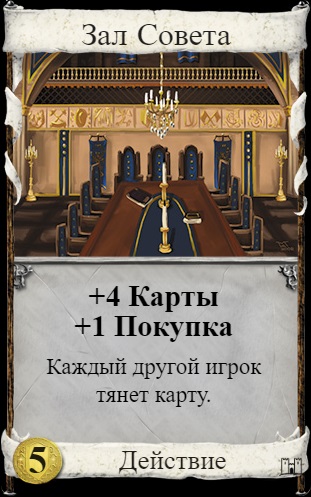 Зал Совета
+4 Карты
+1 Покупка
Каждый другой игрок
тянет карту.
5
Действие